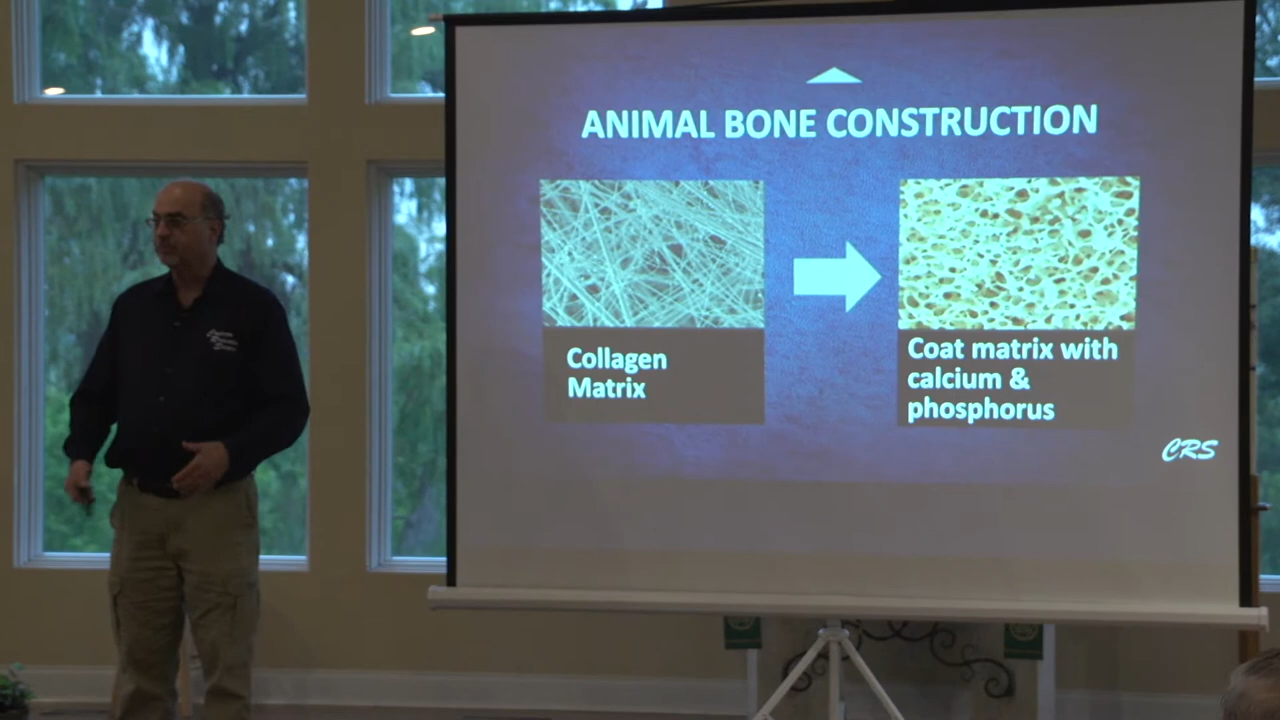 ANIMAL BONE CONSTRUCTION
Collagen
Matrix
Coat matrix with
calcium &
phosphorus
CRS